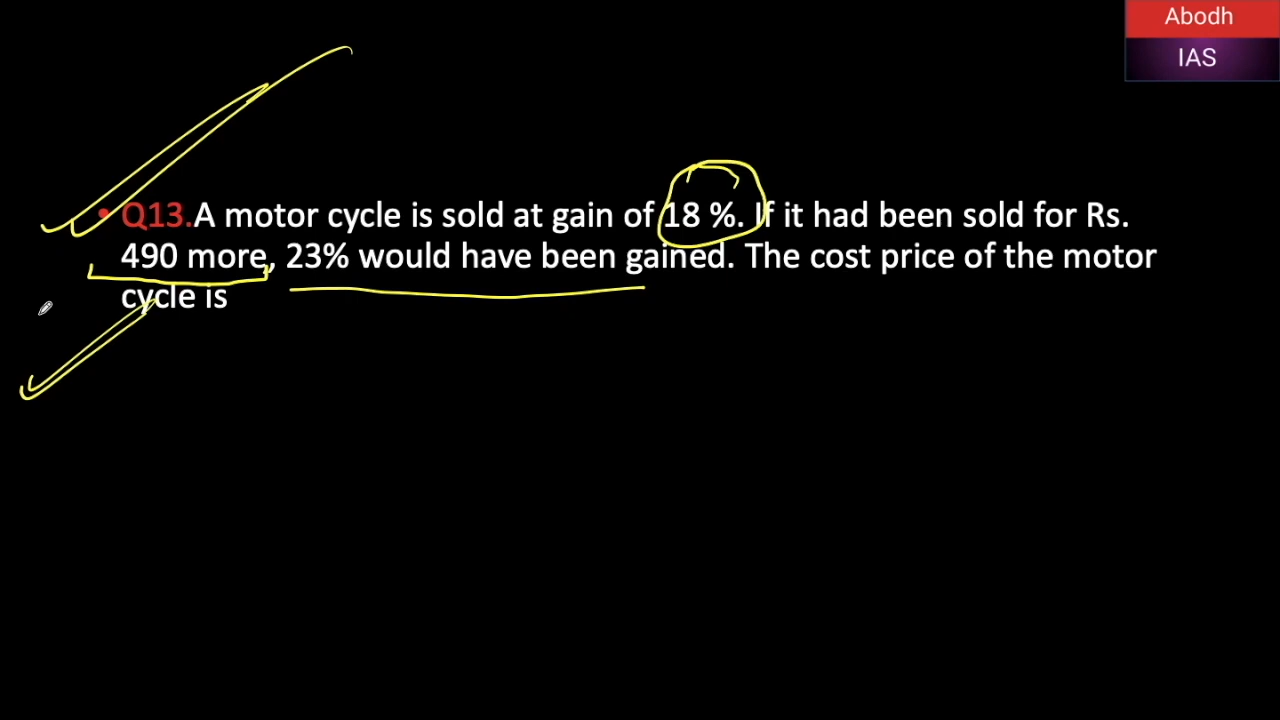 Abodh
IAS
• Q13.A motor cycle is sold at gain of 18 %. If it had been sold for Rs.
490 more, 23% would have been gained. The cost price of the motor
cycle is